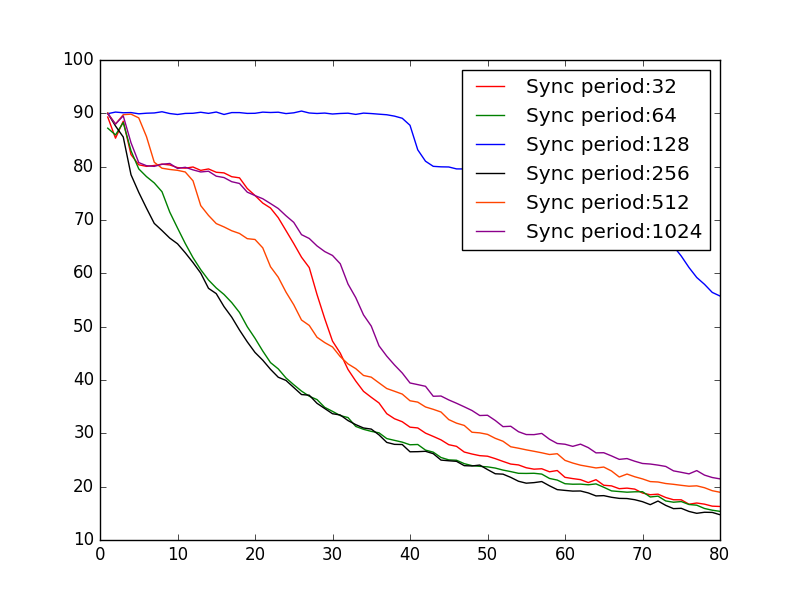 100
90
80
70
60
50
40
30
20
10
0 10 20 30 40 50 60 70 80
Sync period:32
Sync period:64
Sync period:128
Sync period:256
Sync period:512
Sync period:1024